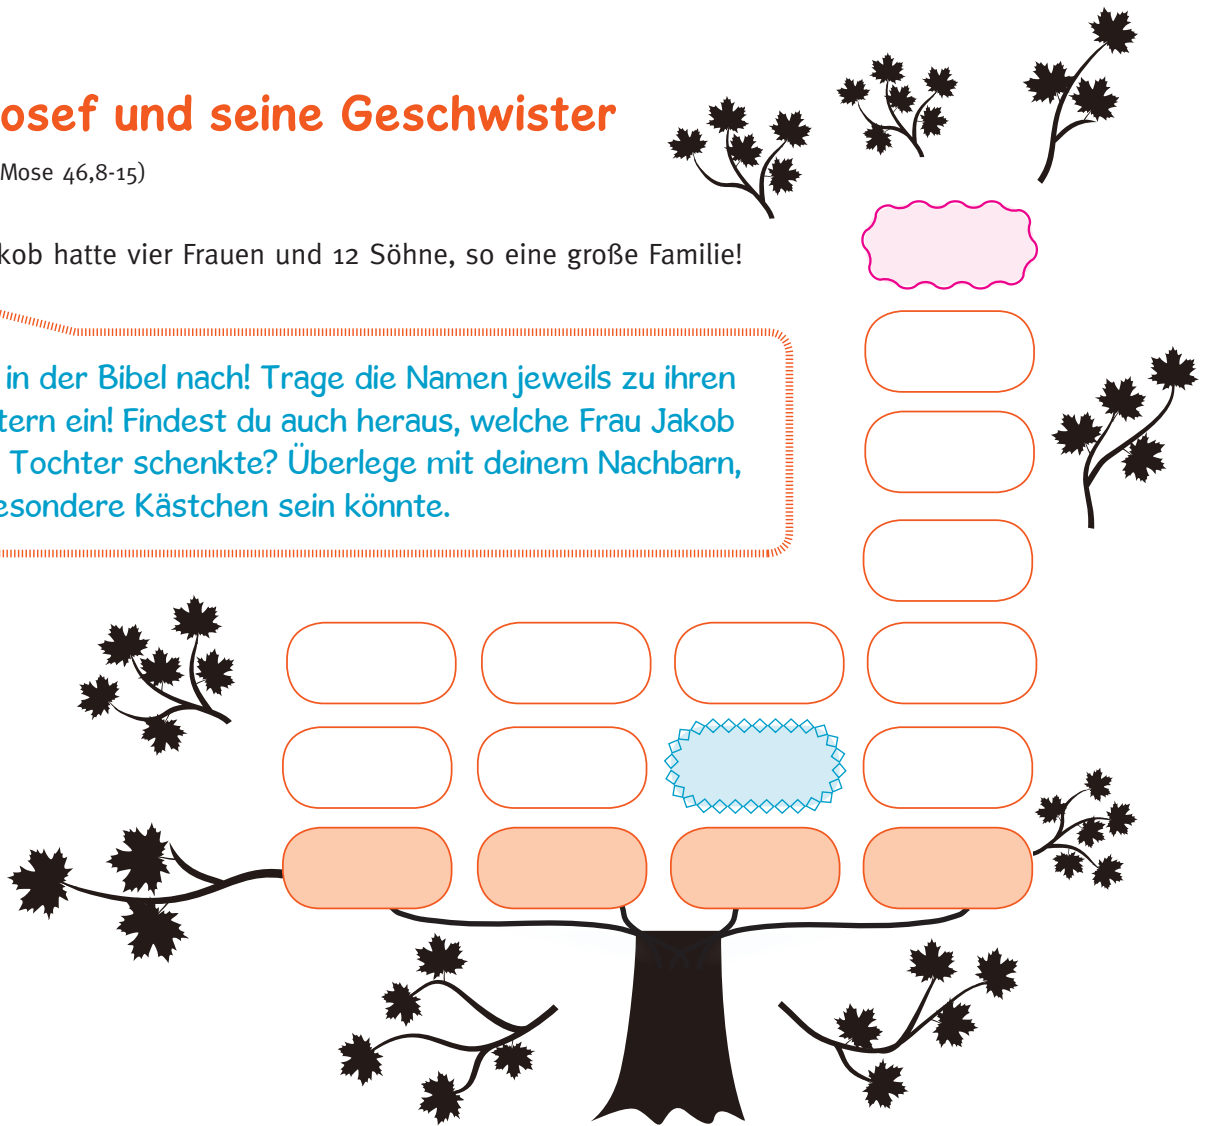 osef und seine Geschwister
Mose 46,8-15)
kob hatte vier Frauen und 12 Söhne, so eine große Familie!
in der Bibel nach! Trage die Namen jeweils zu ihren
tern ein! Findest du auch heraus, welche Frau Jakob
Tochter schenkte? Überlege mit deinem Nachbarn,
esondere Kästchen sein könnte.